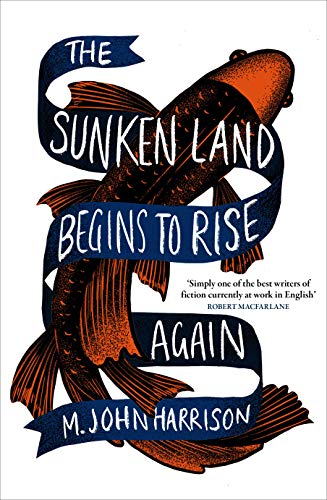 THE
SUNKEN LAND
BEGINS TO RISE
AGAIN
‘Simply one of the best writers of
fiction currently at work in English’
ROBERT MACFARLANE
M. JOHN HARRISON